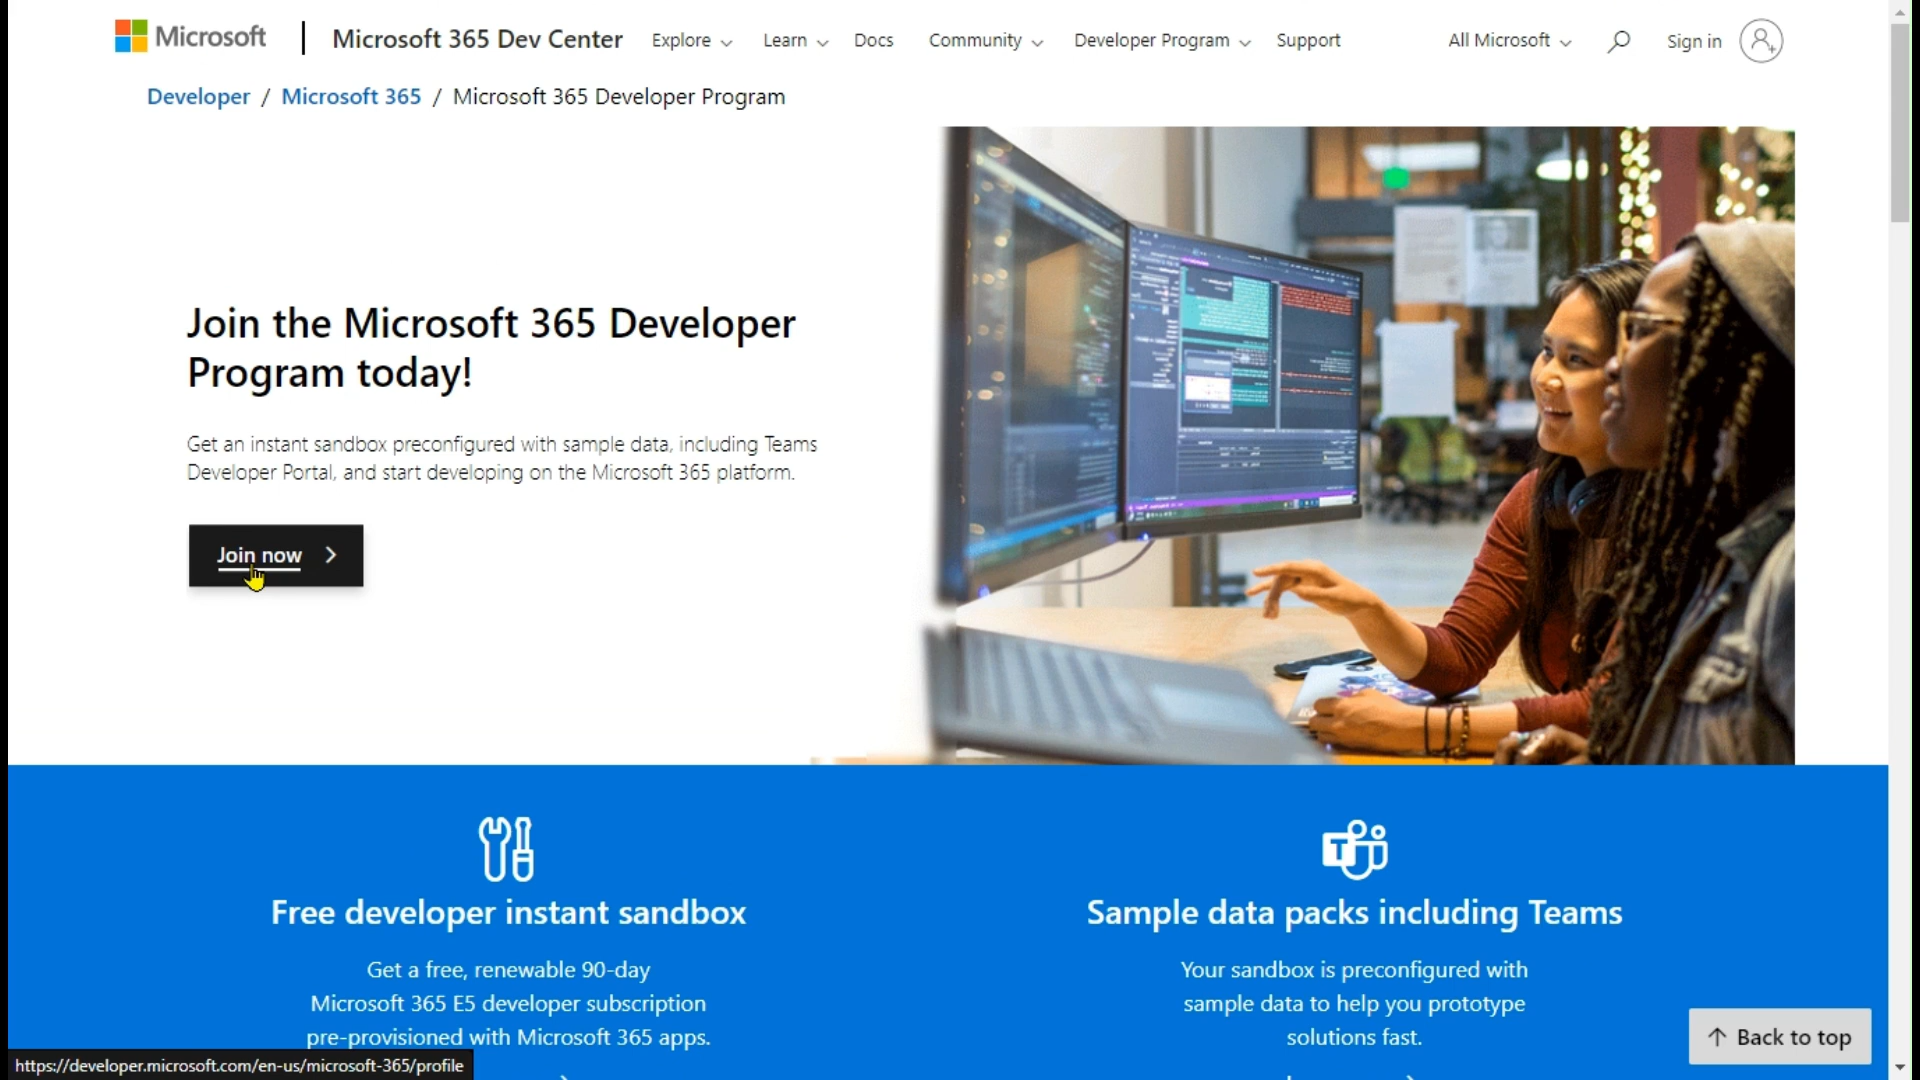 Microsoft
Microsoft 365 Dev Center
Explore
Learn
Docs
Community
Developer Program
Support
All Microsoft
Sign in
Developer / Microsoft 365 / Microsoft 365 Developer Program
Join the Microsoft 365 Developer
Program today!
Get an instant sandbox preconfigured with sample data, including Teams
Developer Portal, and start developing on the Microsoft 365 platform.
Join now
Free developer instant sandbox
Get a free, renewable 90-day
Microsoft 365 E5 developer subscription
pre-provisioned with Microsoft 365 apps.
T
Sample data packs including Teams
Your sandbox is preconfigured with
sample data to help you prototype
solutions fast.
Back to top
https://developer.microsoft.com/en-us/microsoft-365/profile